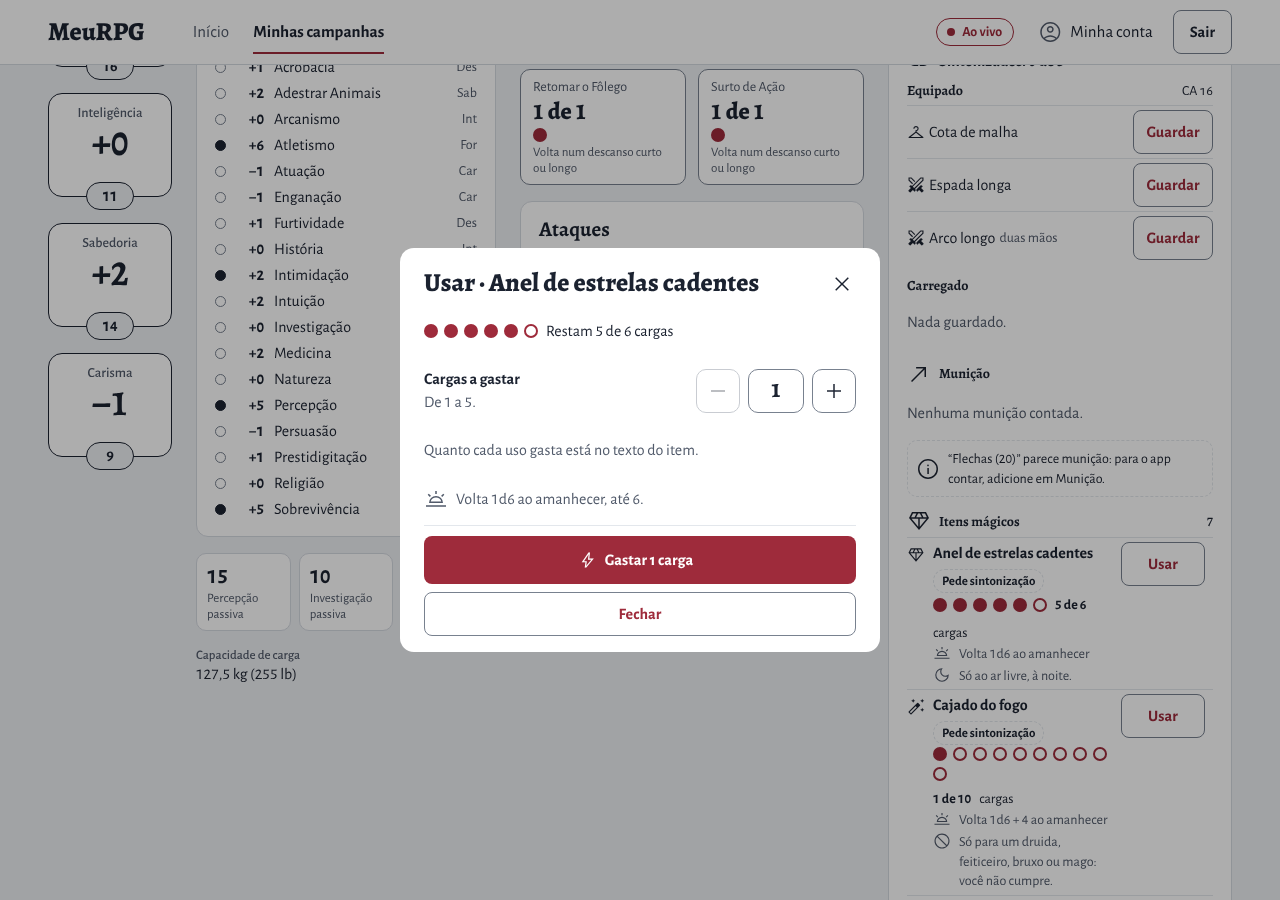 MeuRPG
Início
Minhas campanhas
Ao vivo
Minha conta
Sair
16
Inteligência
+0
11
Sabedoria
+2
14
Carisma
−1
9
+1 Acrobacia Des
+2 Adestrar Animais Sab
+0 Arcanismo Int
+6 Atletismo For
−1 Atuação Car
−1 Enganação Car
+1 Furtividade Des
+0 História Int
+2 Intimidação
+2 Intuição
+0 Investigação
+2 Medicina
+0 Natureza
+5 Percepção
−1 Persuasão
+1 Prestidigitação
+0 Religião
+5 Sobrevivência
15
Percepção
passiva
10
Investigação
passiva
Capacidade de carga
127,5 kg (255 lb)
Retomar o Fôlego
1 de 1
Volta num descanso curto
ou longo
Surto de Ação
1 de 1
Volta num descanso curto
ou longo
Ataques
Usar · Anel de estrelas cadentes
Restam 5 de 6 cargas
Cargas a gastar
De 1 a 5.
1
Quanto cada uso gasta está no texto do item.
Volta 1d6 ao amanhecer, até 6.
Gastar 1 carga
Fechar
Equipado CA 16
Cota de malha Guardar
Espada longa Guardar
Arco longo duas mãos Guardar
Carregado
Nada guardado.
Munição
Nenhuma munição contada.
"Flechas (20)" parece munição: para o app
contar, adicione em Munição.
Itens mágicos 7
Anel de estrelas cadentes Usar
Pede sintonização
5 de 6
cargas
Volta 1d6 ao amanhecer
Só ao ar livre, à noite.
Cajado do fogo Usar
Pede sintonização
1 de 10 cargas
Volta 1d6 + 4 ao amanhecer
Só para um druida,
feiticeiro, bruxo ou mago:
você não cumpre.